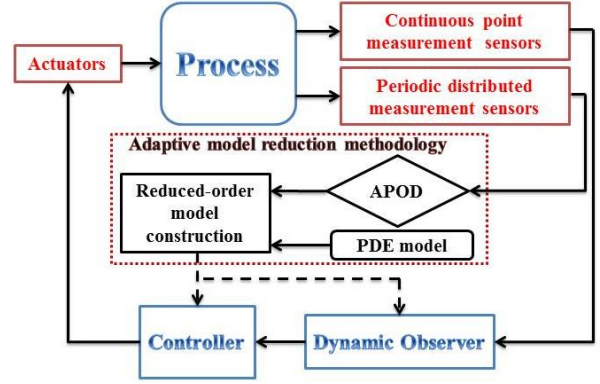 Continuous point
measurement sensors
Actuators
Process
Periodic distributed
measurement sensors
Adaptive model reduction methodology
Reduced-order
model
construction
APOD
PDE model
Controller
Dynamic Observer